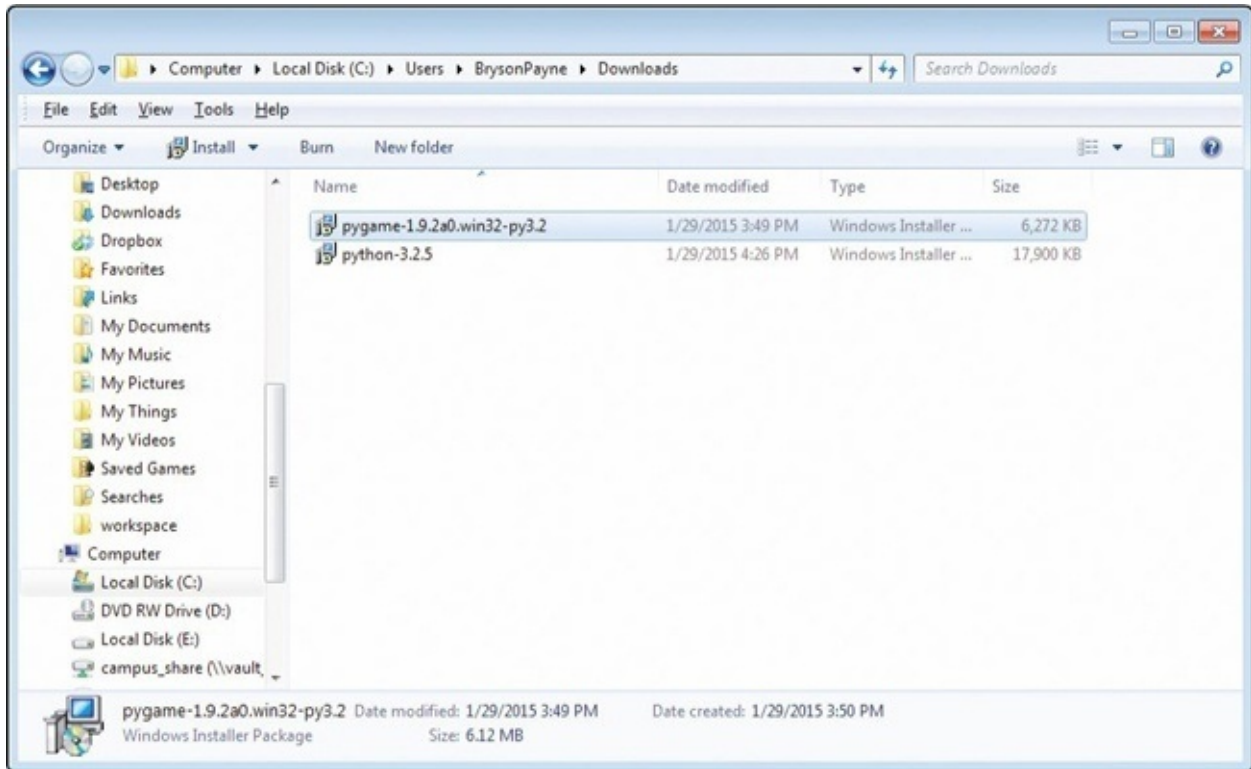 Computer ▸ Local Disk (C:) ▸ Users ▸ BrysonPayne ▸ Downloads
Search Downloads
File Edit View Tools Help
Organize Install Burn New folder
Name Date modified Type Size
pygame-1.9.2a0.win32-py3.2 1/29/2015 3:49 PM Windows Installer ... 6,272 KB
python-3.2.5 1/29/2015 4:26 PM Windows Installer ... 17,900 KB
Desktop
Downloads
Dropbox
Favorites
Links
My Documents
My Music
My Pictures
My Things
My Videos
Saved Games
Searches
workspace
Computer
Local Disk (C:)
DVD RW Drive (D:)
Local Disk (E:)
campus_share (\\vault,
pygame-1.9.2a0.win32-py3.2 Date modified: 1/29/2015 3:49 PM Date created: 1/29/2015 3:50 PM
Windows Installer Package Size: 6.12 MB